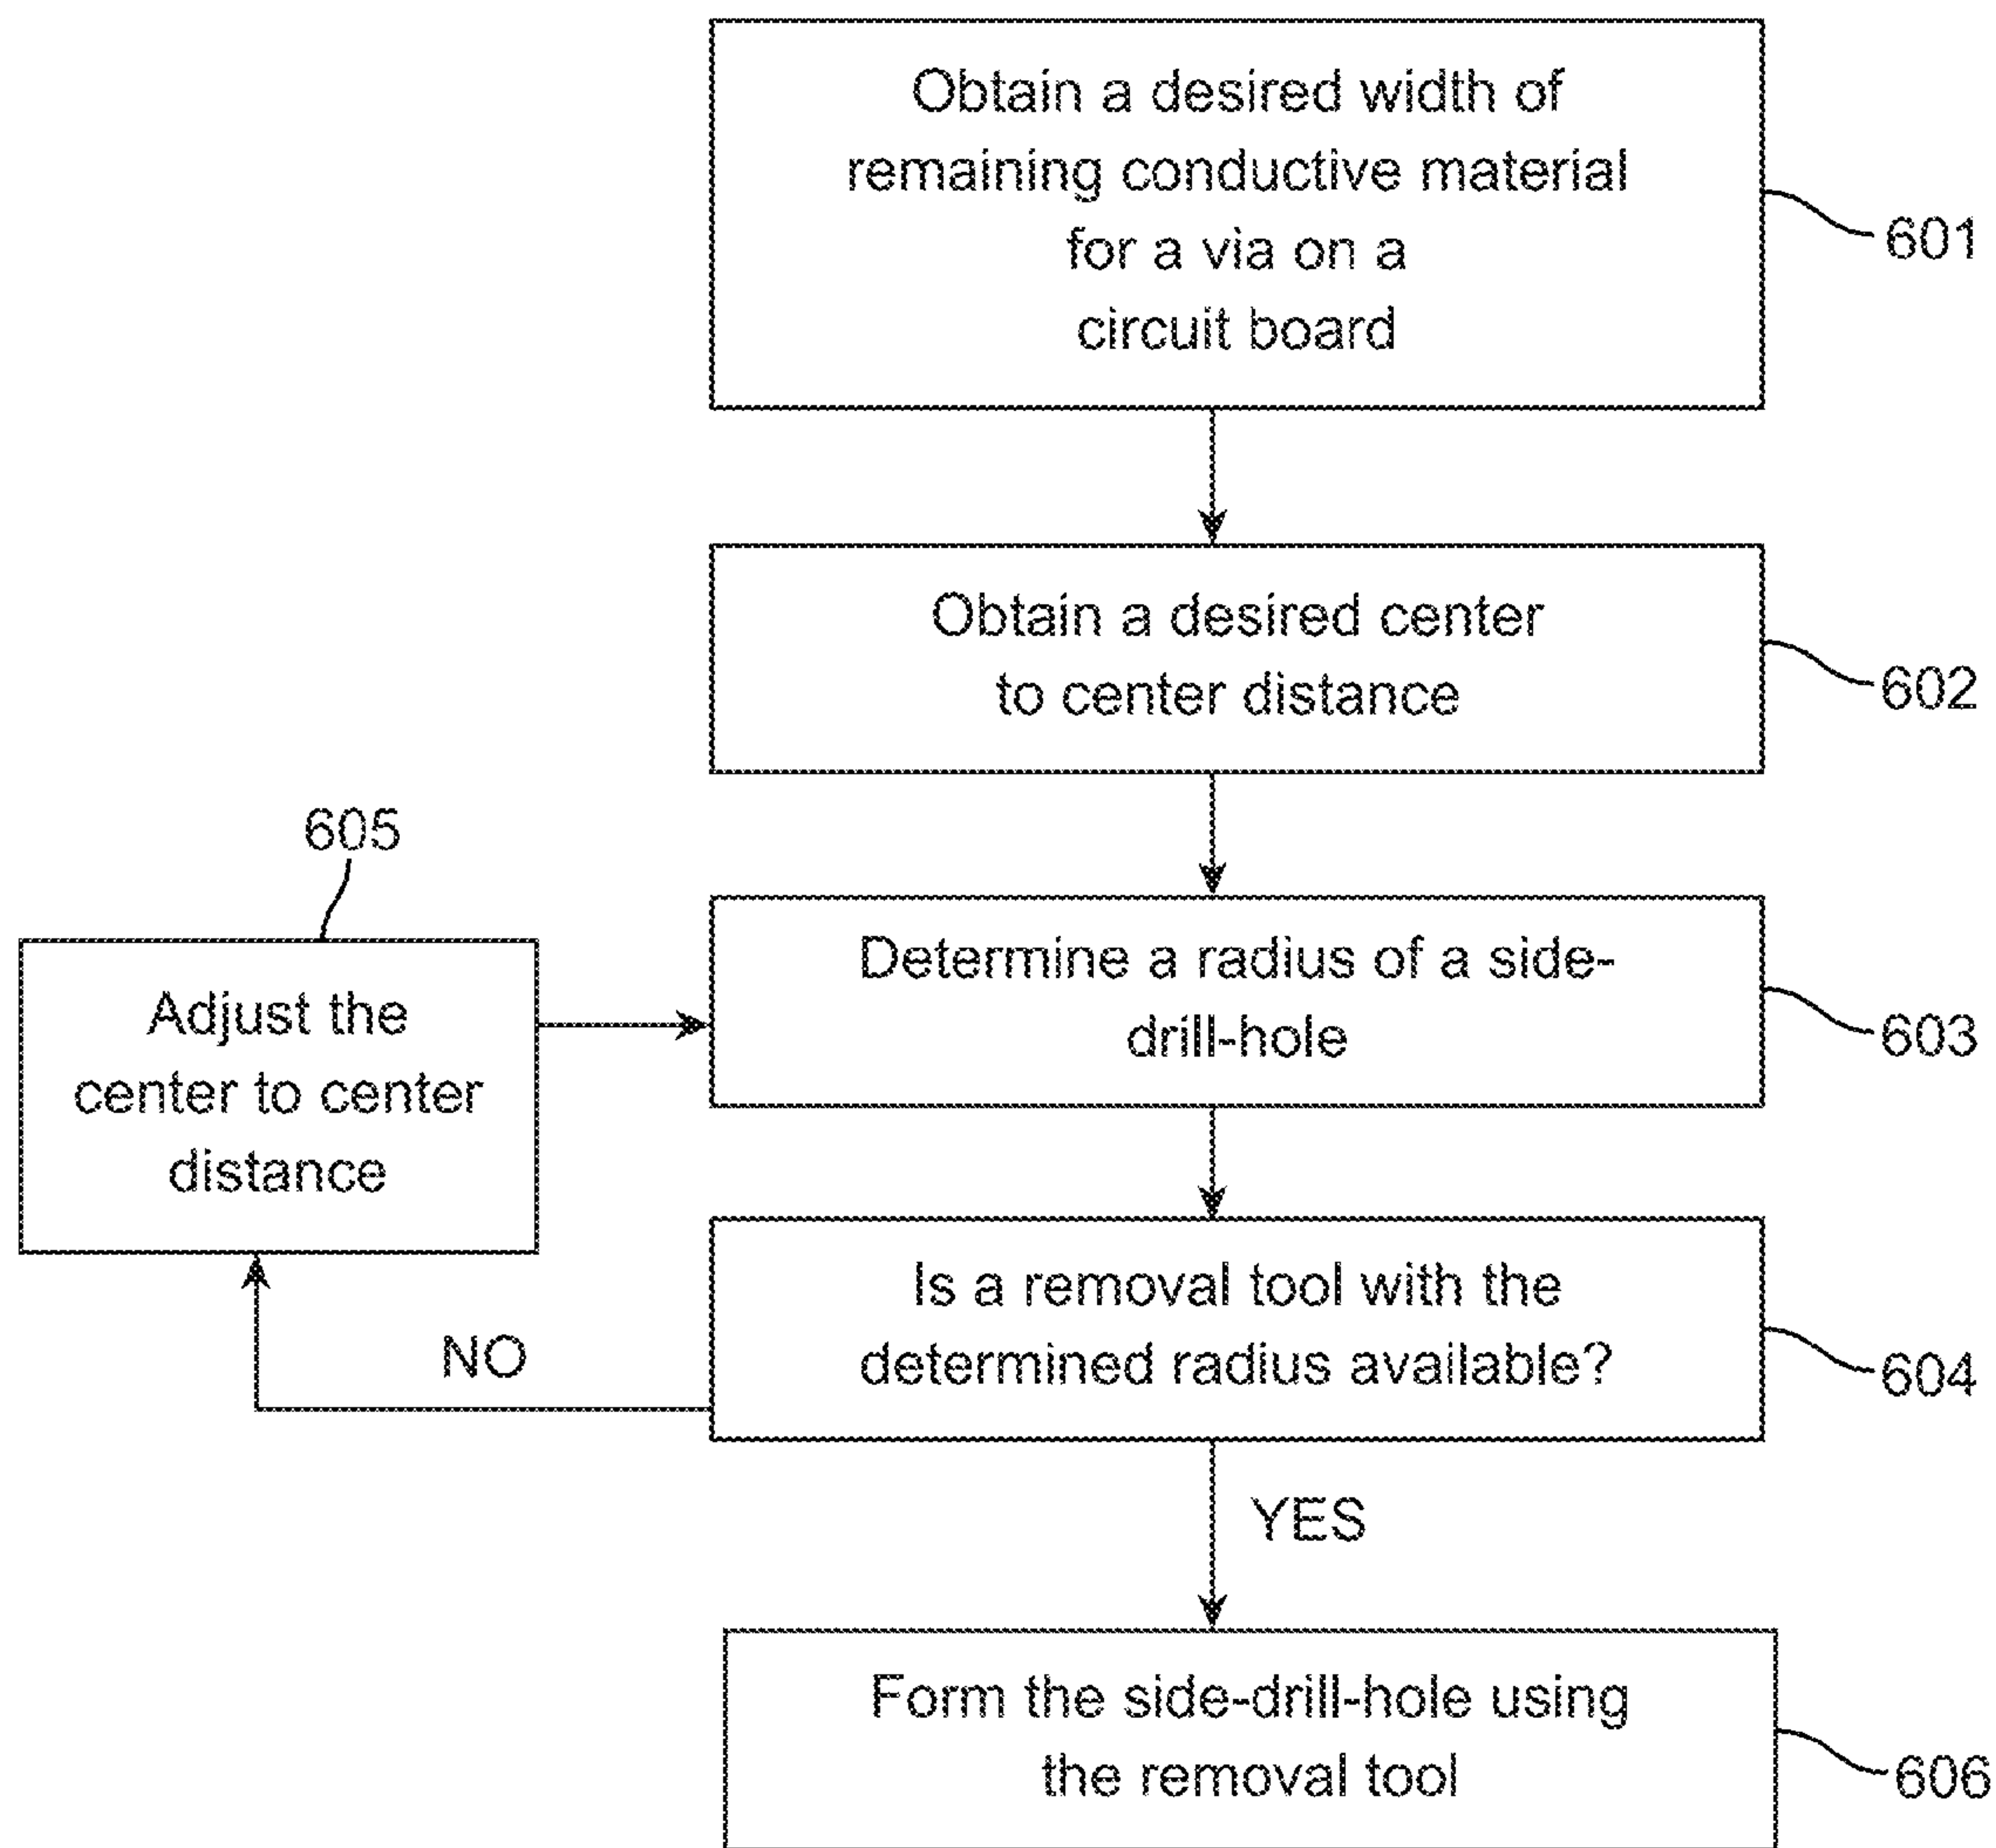 Obtain a desired width of
remaining conductive material
for a via on a
circuit board
601
Obtain a desired center
to center distance
602
605
Adjust the
center to center
distance
Determine a radius of a side-
drill-hole
603
Is a removal tool with the
determined radius available?
604
NO
YES
Form the side-drill-hole using
the removal tool
606